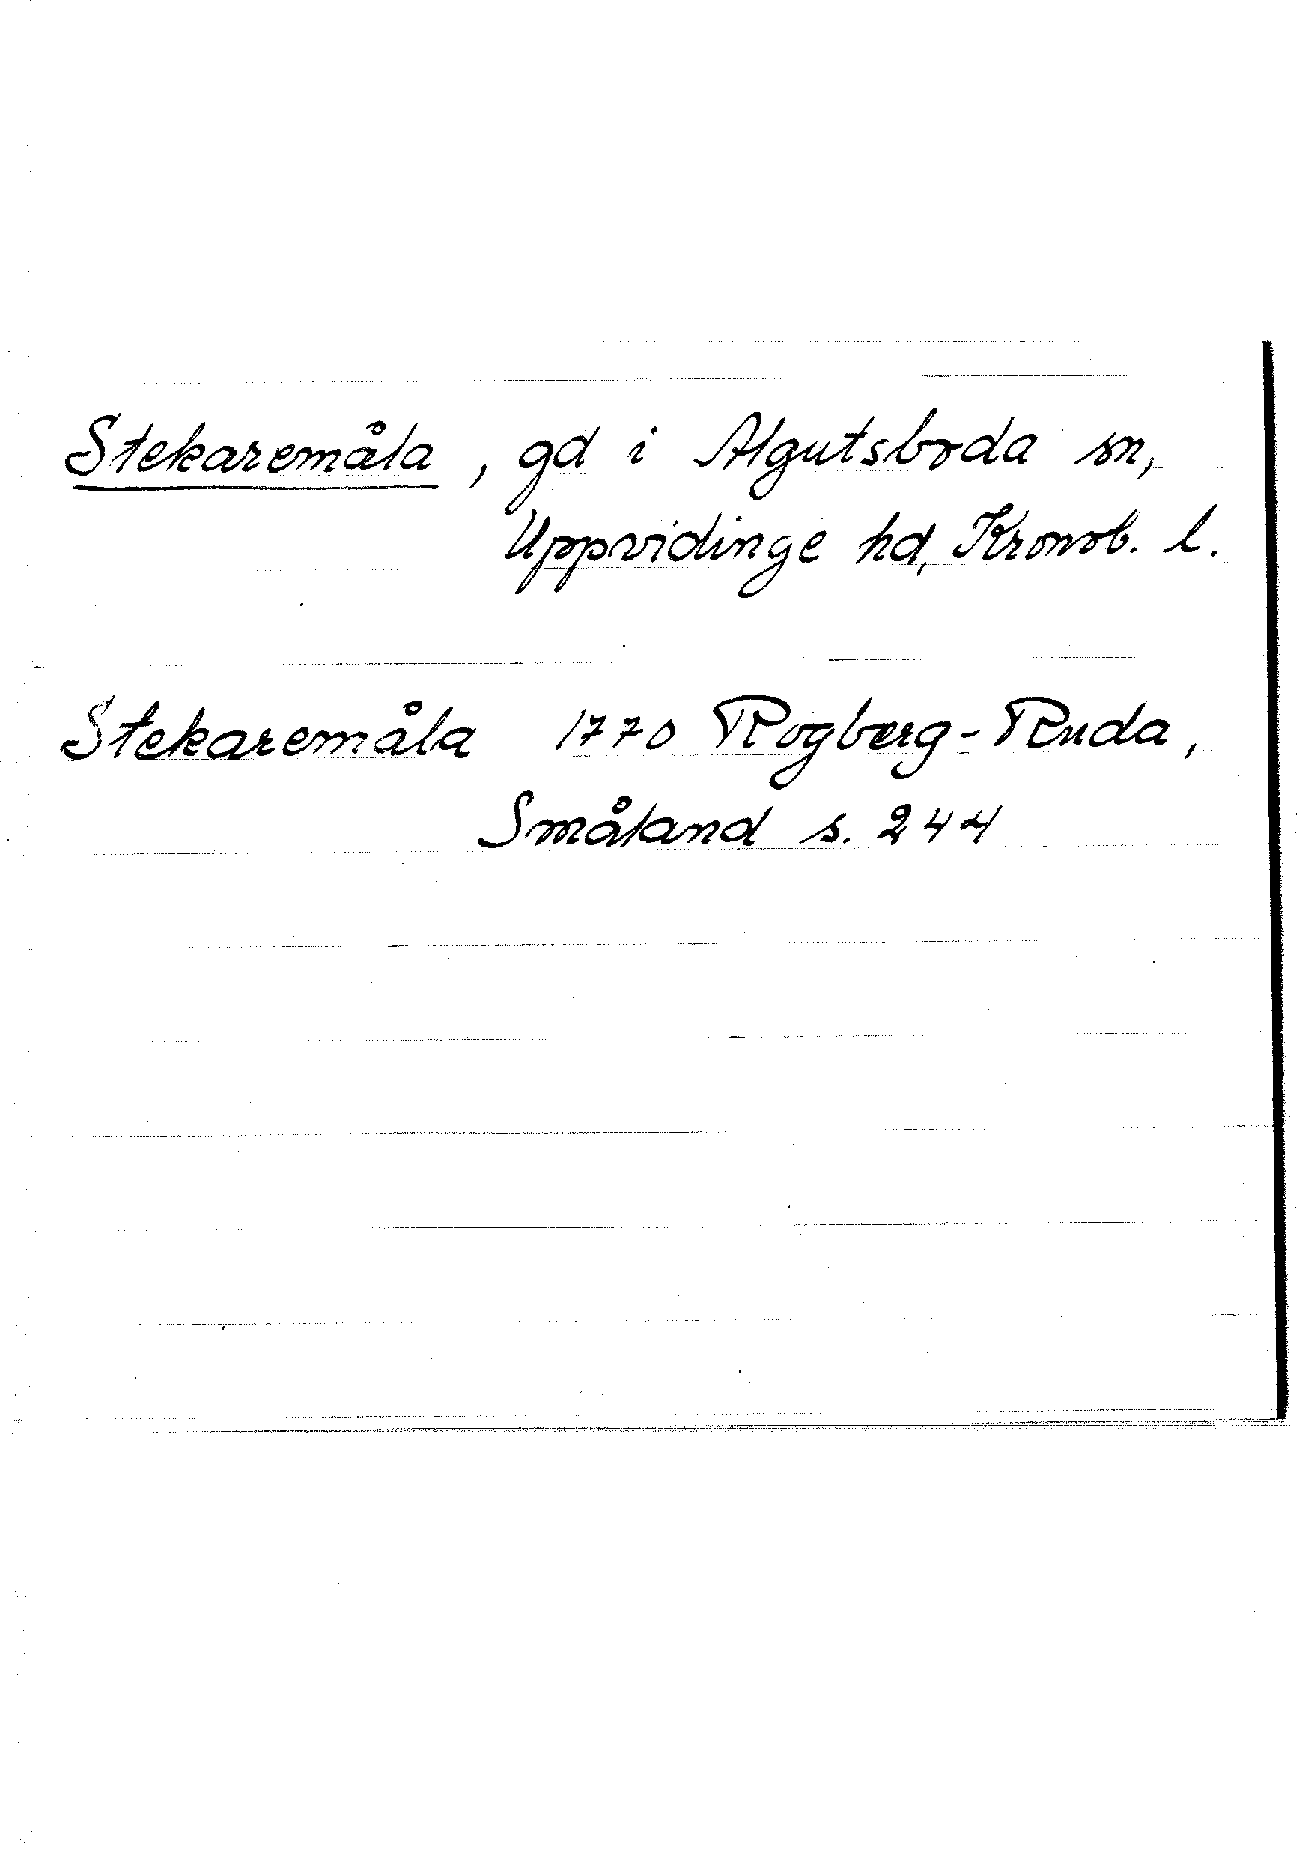 Stekaremåla, gd i Algutsboda sn,
Uppvidinge hd, Kronob. l.
Stekaremåla 1770 Rogberg-Ruda,
Småland s. 244